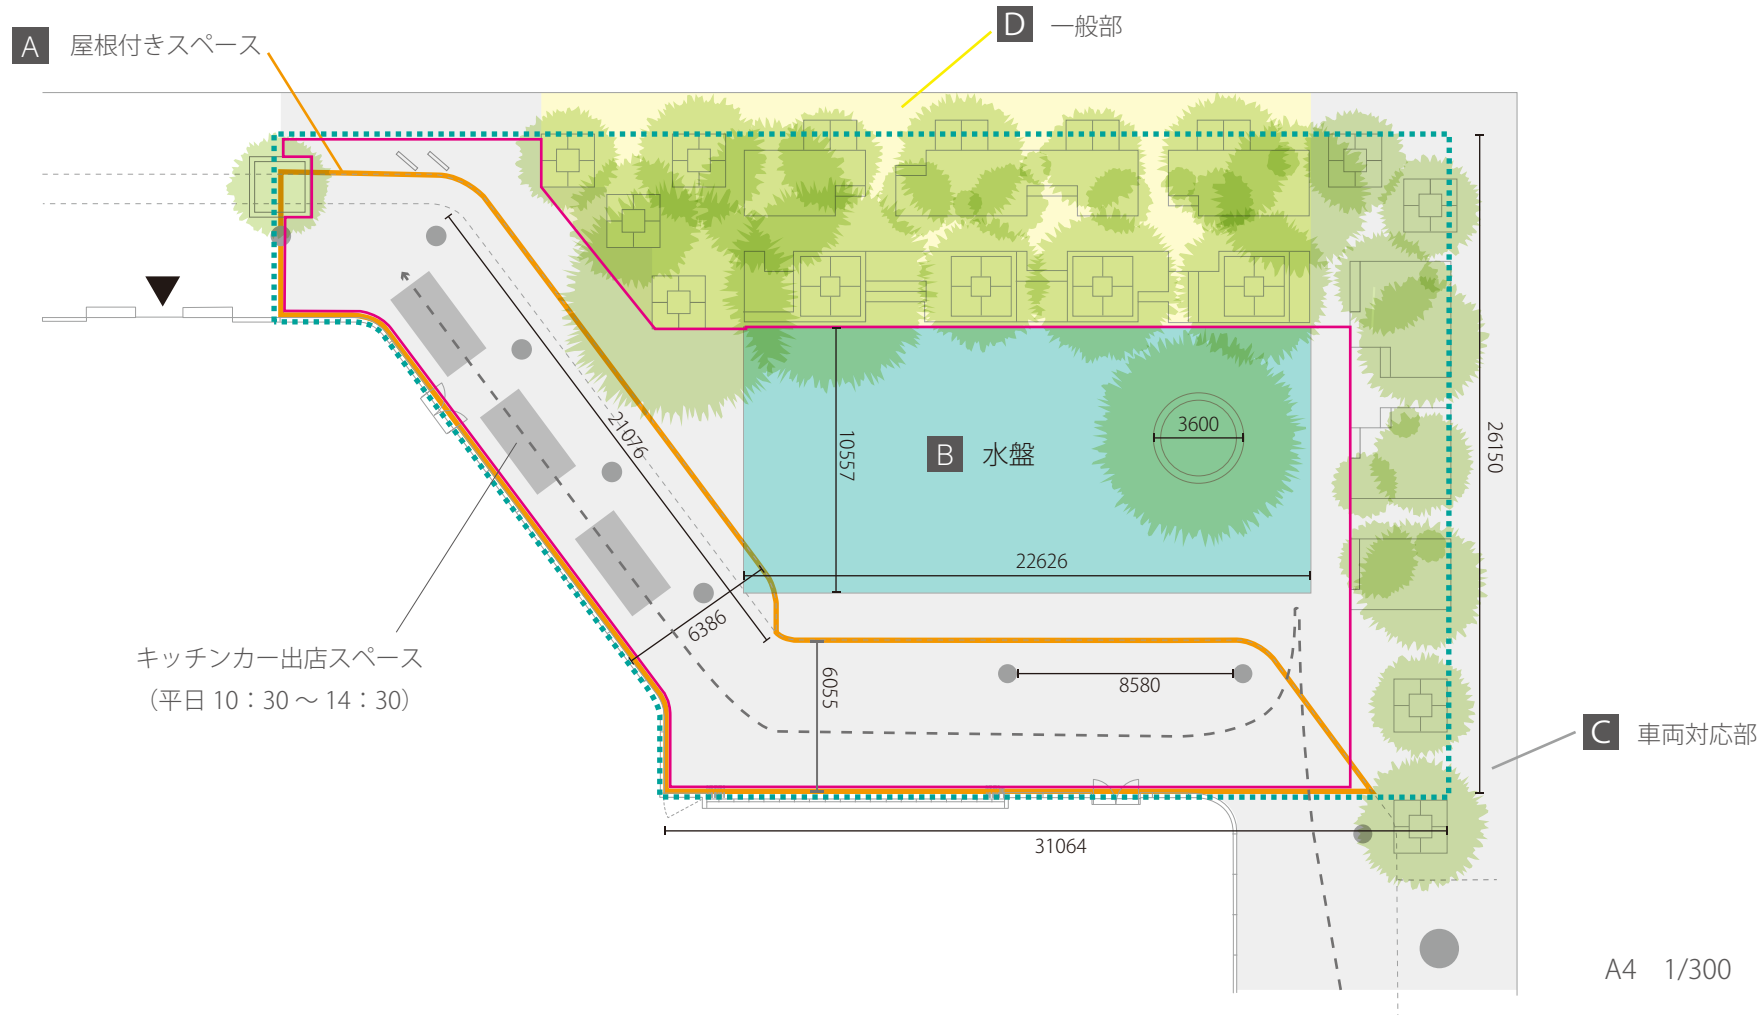 A 屋根付きスペース
D 一般部
21076
10557
B 水盤
3600
26150
22626
6386
キッチンカー出店スペース
（平日 10：30 ～ 14：30）
6055
8580
C 車両対応部
31064
A4 1/300